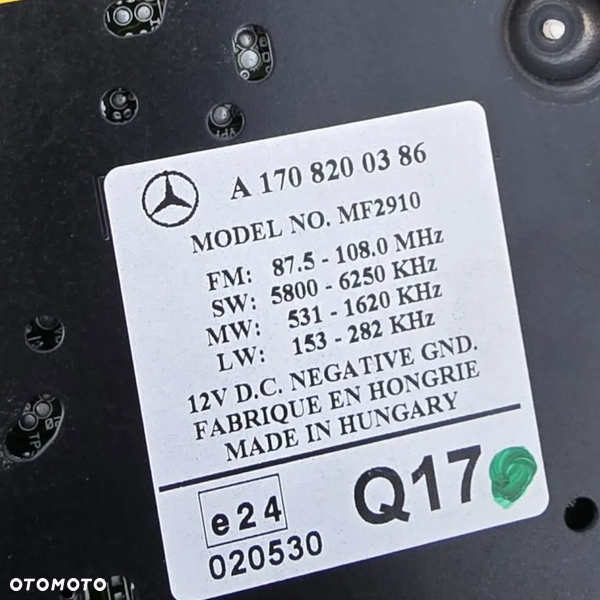 A 170 820 03 86
MODEL NO. MF2910
FM: 87.5 - 108.0 MHz
SW: 5800 - 6250 KHz
MW: 531 - 1620 KHz
LW: 153 - 282 KHz
12V D.C. NEGATIVE GND.
FABRIQUE EN HONGRIE
MADE IN HUNGARY
e24
020530
Q17
OTOMOTO